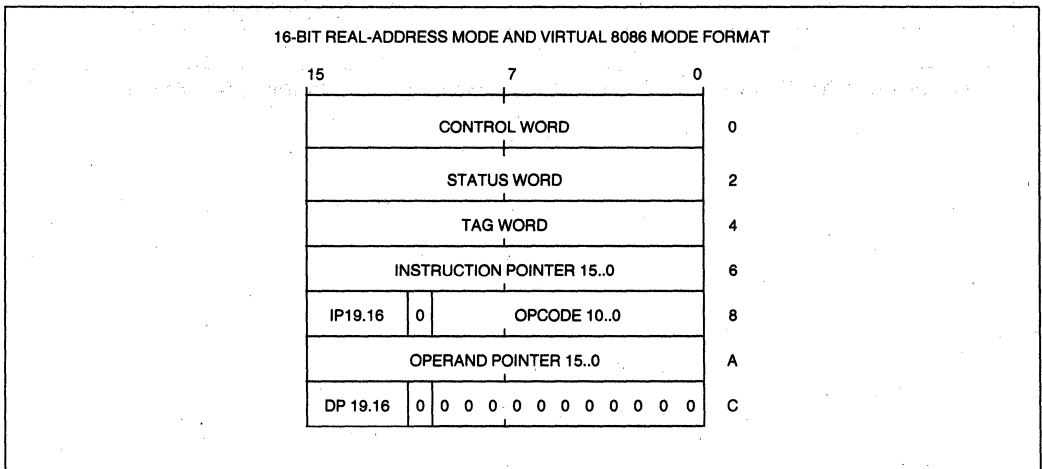 16-BIT REAL-ADDRESS MODE AND VIRTUAL 8086 MODE FORMAT
15 7 0
CONTROL WORD 0
STATUS WORD 2
TAG WORD 4
INSTRUCTION POINTER 15..0 6
IP19.16 0 OPCODE 10..0 8
OPERAND POINTER 15..0 A
DP 19.16 0 0 0 0 0 0 0 0 0 0 0 0 C